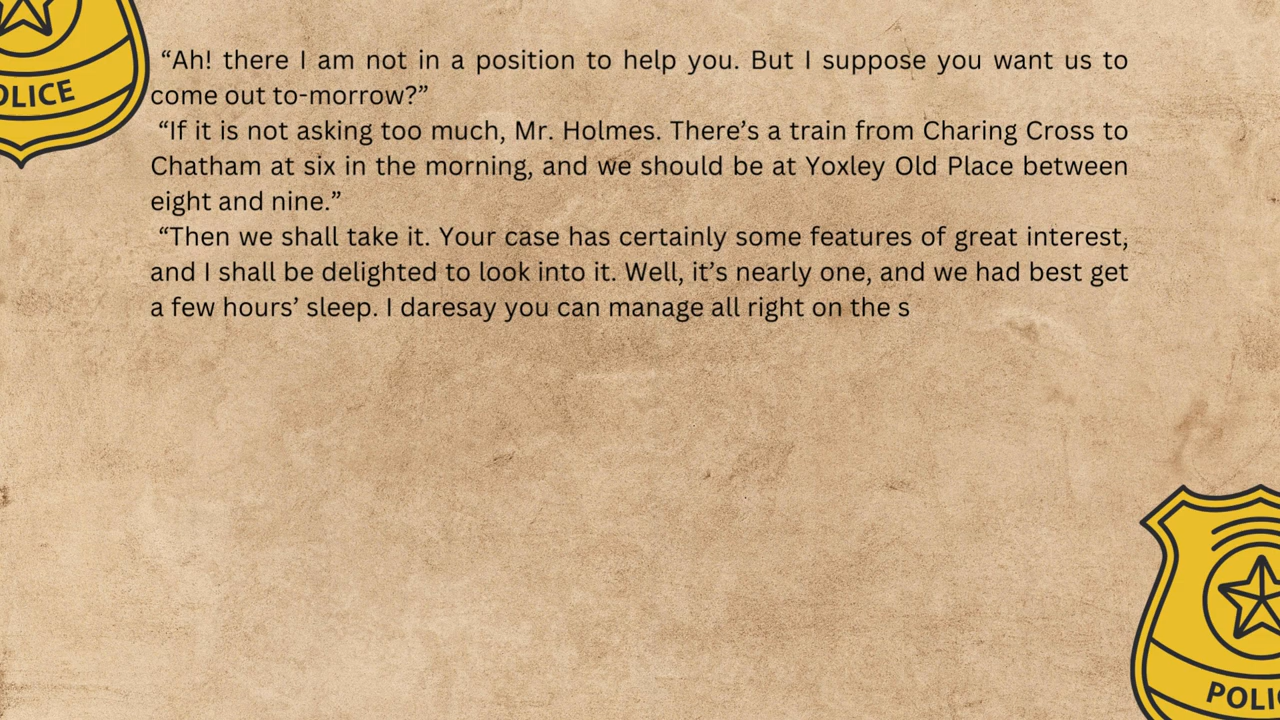 OLICE
“Ah! there I am not in a position to help you. But I suppose you want us to
come out to-morrow?”
“If it is not asking too much, Mr. Holmes. There’s a train from Charing Cross to
Chatham at six in the morning, and we should be at Yoxley Old Place between
eight and nine.”
“Then we shall take it. Your case has certainly some features of great interest,
and I shall be delighted to look into it. Well, it’s nearly one, and we had best get
a few hours’ sleep. I daresay you can manage all right on the s
POLIC